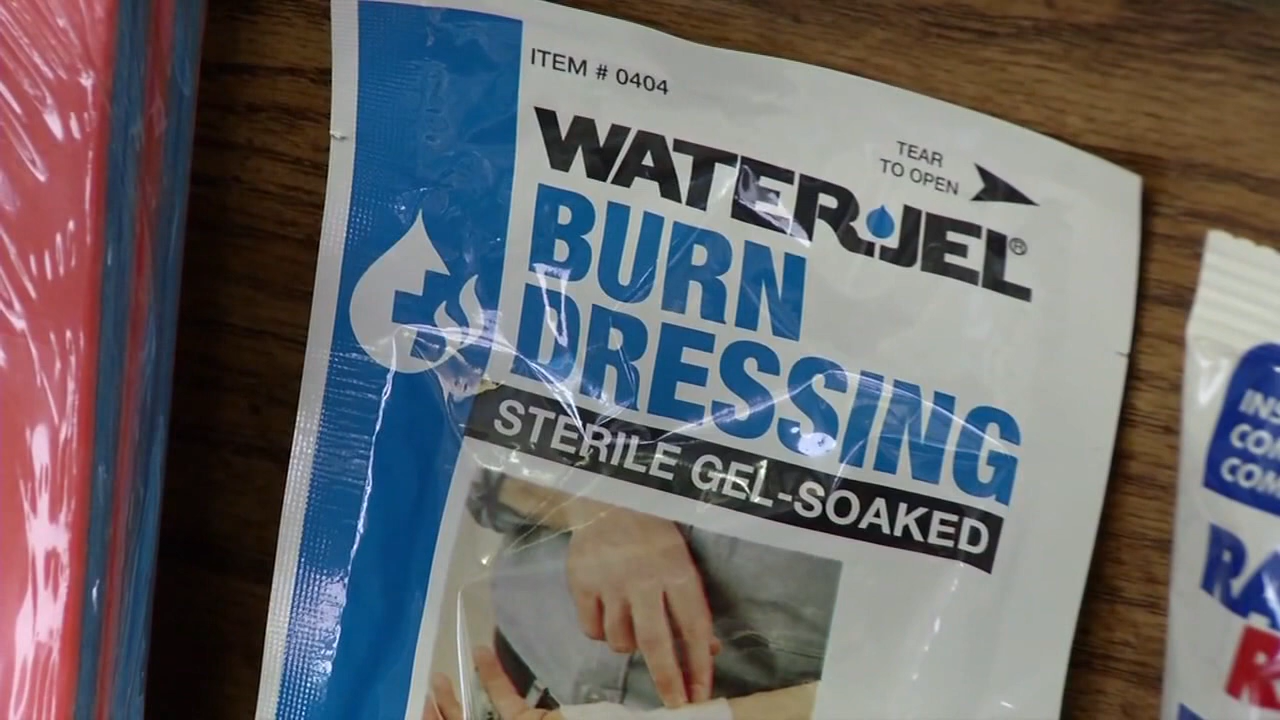 ITEM # 0404
TEAR
TO OPEN
WATER-JEL®
BURN
DRESSING
STERILE GEL-SOAKED